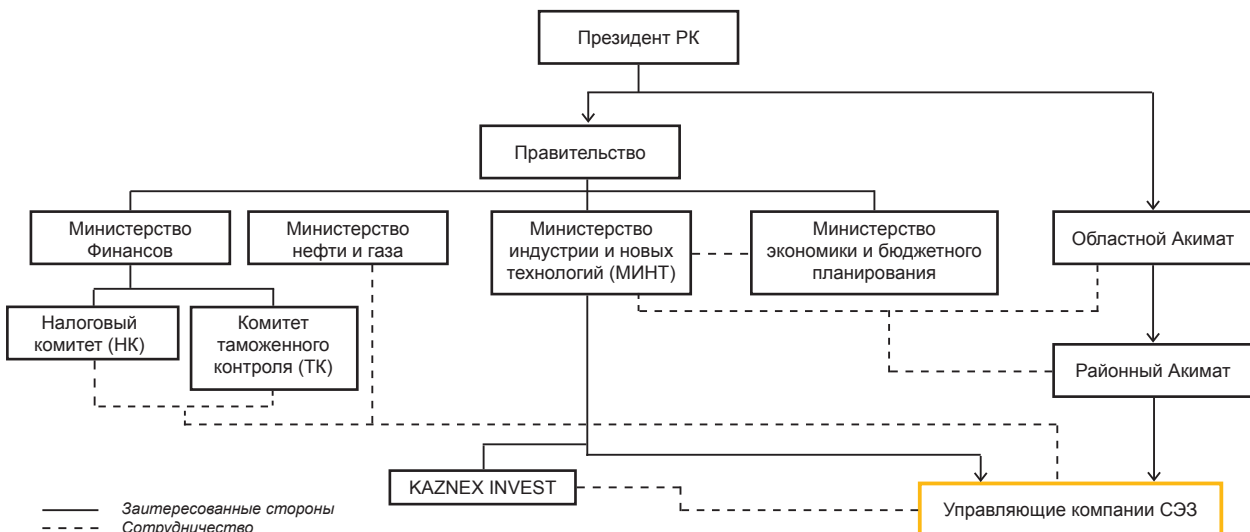 Президент РК
Правительство
Министерство
Финансов
Министерство
нефти и газа
Министерство
индустрии и новых
технологий (МИНТ)
Министерство
экономики и бюджетного
планирования
Областной Акимат
Налоговый
комитет (НК)
Комитет
таможенного
контроля (ТК)
Районный Акимат
KAZNEX INVEST
Управляющие компании СЭЗ
Заитересованные стороны
Сотрудничество